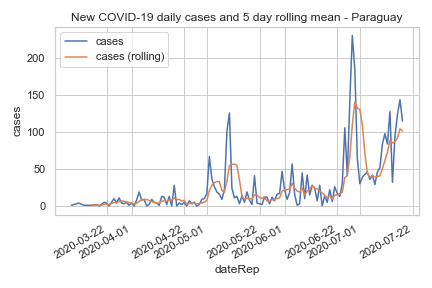 New COVID-19 daily cases and 5 day rolling mean - Paraguay
cases
cases (rolling)
200
150
100
50
0
cases
2020-03-22
2020-04-01
2020-04-22
2020-05-01
2020-05-22
2020-06-01
2020-06-22
2020-07-01
2020-07-22
dateRep